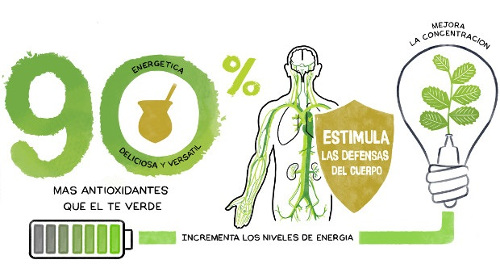 90%
ENERGETICA
DELICIOSA Y VERSATIL
MAS ANTIOXIDANTES
QUE EL TE VERDE
ESTIMULA
LAS DEFENSAS
DEL CUERPO
MEJORA
LA CONCENTRACION
INCREMENTA LOS NIVELES DE ENERGIA